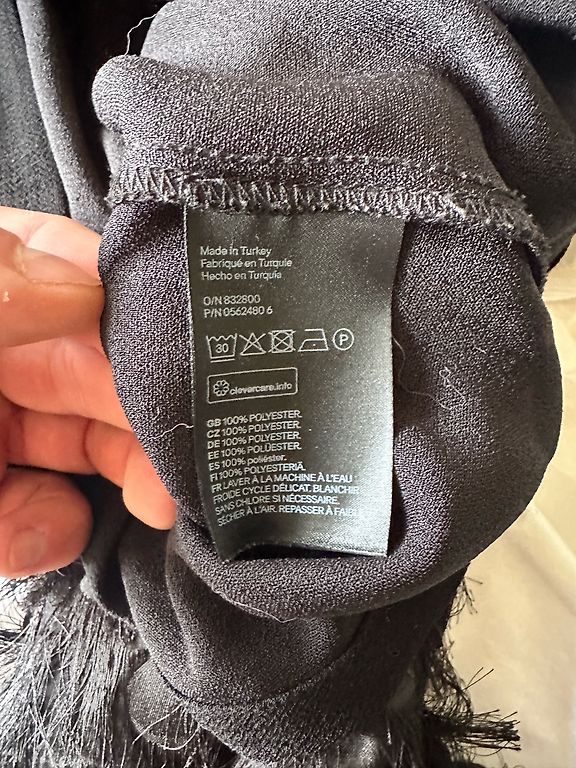 Made in Turkey
Fabriqué en Turquie
Hecho en Turquía
O/N 832800
P/N 0562480 6
30 P
clevercare.info
GB 100% POLYESTER.
CZ 100% POLYESTER.
DE 100% POLYESTER.
EE 100% POLÜESTER.
ES 100% poliéster.
FI 100% POLYESTERIÄ.
FR LAVER À LA MACHINE À L'EAU
FROIDE CYCLE DÉLICAT. BLANCHIR
SANS CHLORE SI NÉCESSAIRE.
SÉCHER À L'AIR. REPASSER À FAIBLE